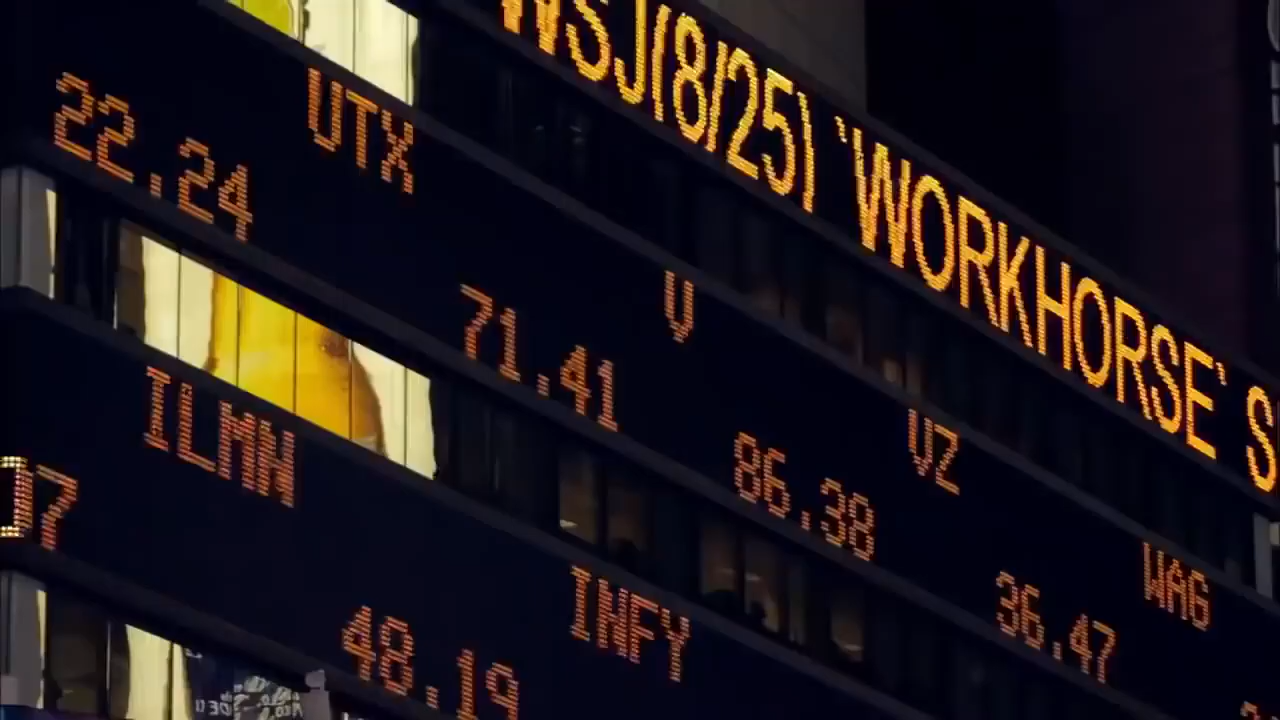 WSJ(8/25) `WORKHORSE` S
22.24 UTX 71.41 V 86.38 VZ 36.47 WAG
07 ILMN 48.19 INFY